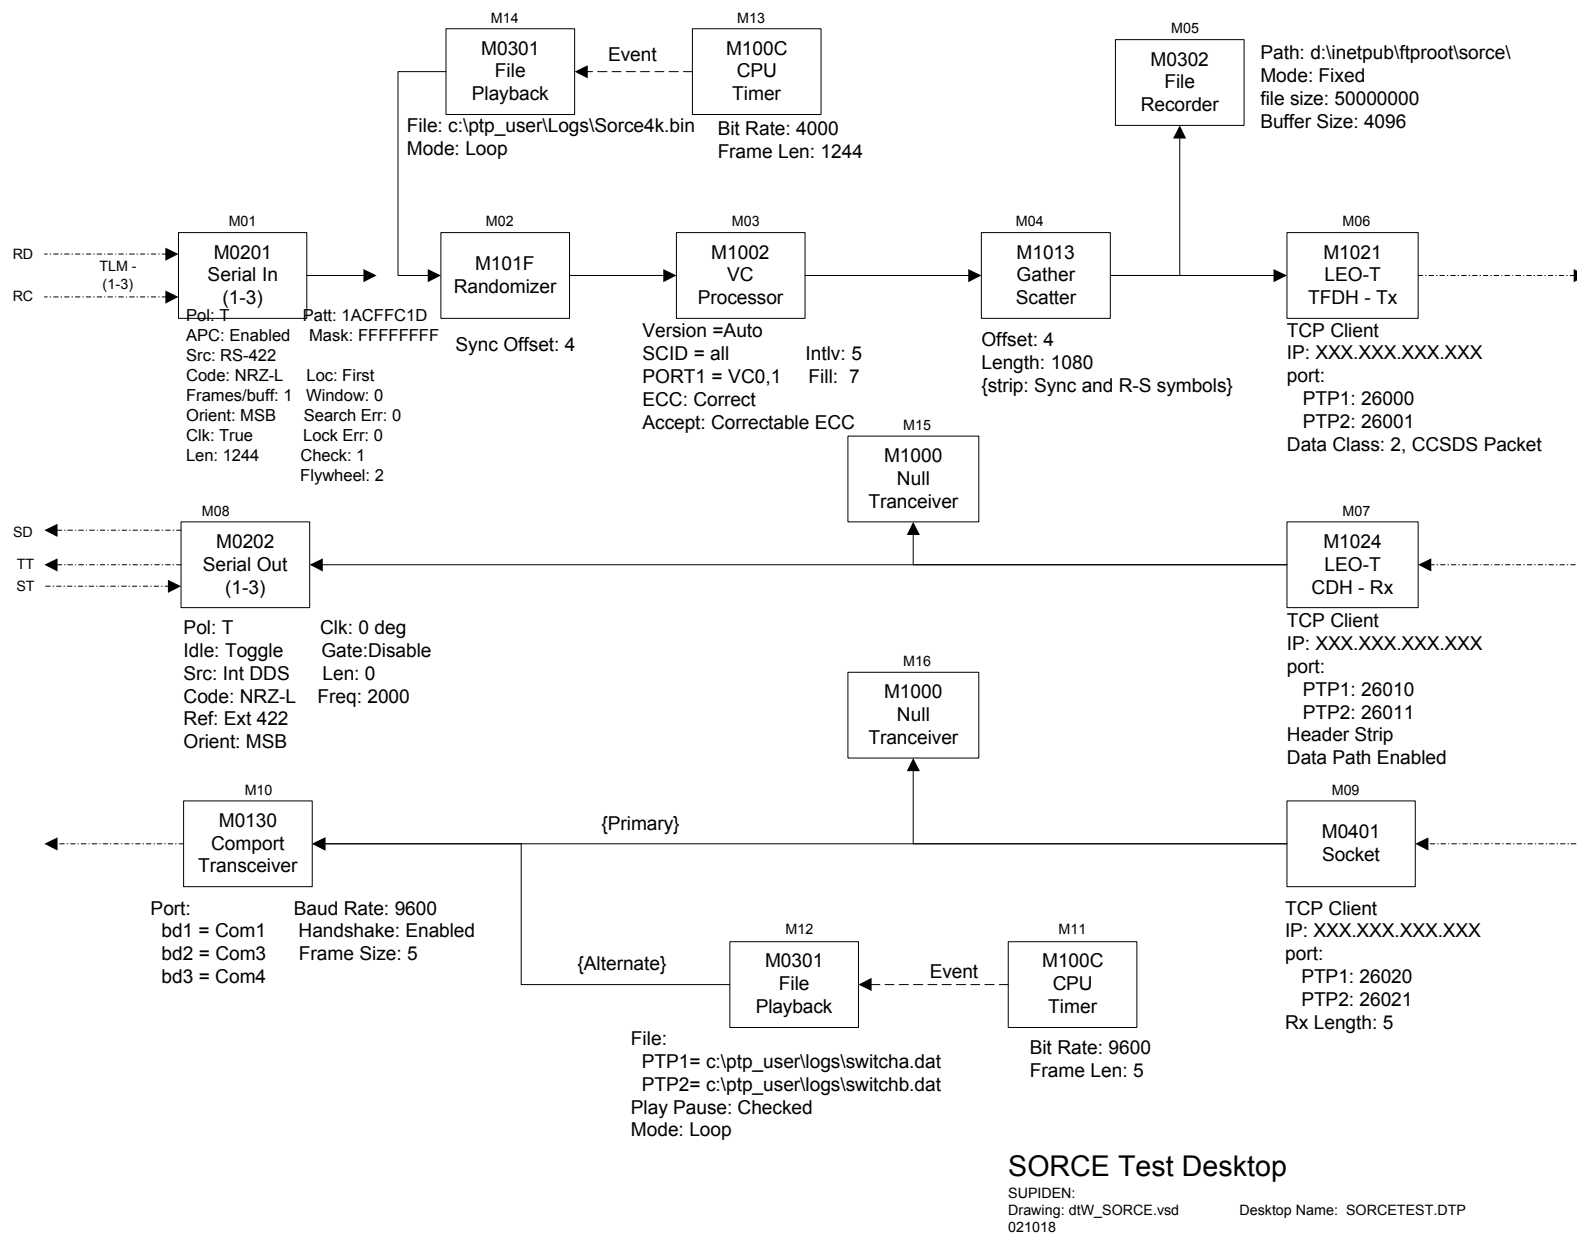 M14
M0301
File
Playback
File: c:\ptp_user\Logs\Sorce4k.bin
Mode: Loop
Event
M13
M100C
CPU
Timer
Bit Rate: 4000
Frame Len: 1244
M05
M0302
File
Recorder
Path: d:\inetpub\ftproot\sorce\
Mode: Fixed
file size: 50000000
Buffer Size: 4096
RD
RC
TLM -
(1-3)
M01
M0201
Serial In
(1-3)
Pol: T Patt: 1ACFFC1D
APC: Enabled Mask: FFFFFFFF
Src: RS-422
Code: NRZ-L Loc: First
Frames/buff: 1 Window: 0
Orient: MSB Search Err: 0
Clk: True Lock Err: 0
Len: 1244 Check: 1
Flywheel: 2
M02
M101F
Randomizer
Sync Offset: 4
M03
M1002
VC
Processor
Version =Auto
SCID = all Intlv: 5
PORT1 = VC0,1 Fill: 7
ECC: Correct
Accept: Correctable ECC
M04
M1013
Gather
Scatter
Offset: 4
Length: 1080
{strip: Sync and R-S symbols}
M06
M1021
LEO-T
TFDH - Tx
TCP Client
IP: XXX.XXX.XXX.XXX
port:
PTP1: 26000
PTP2: 26001
Data Class: 2, CCSDS Packet
M15
M1000
Null
Tranceiver
SD
TT
ST
M08
M0202
Serial Out
(1-3)
Pol: T Clk: 0 deg
Idle: Toggle Gate:Disable
Src: Int DDS Len: 0
Code: NRZ-L Freq: 2000
Ref: Ext 422
Orient: MSB
M07
M1024
LEO-T
CDH - Rx
TCP Client
IP: XXX.XXX.XXX.XXX
port:
PTP1: 26010
PTP2: 26011
Header Strip
Data Path Enabled
M16
M1000
Null
Tranceiver
M10
M0130
Comport
Transceiver
Port: Baud Rate: 9600
bd1 = Com1 Handshake: Enabled
bd2 = Com3 Frame Size: 5
bd3 = Com4
{Primary}
{Alternate}
M09
M0401
Socket
TCP Client
IP: XXX.XXX.XXX.XXX
port:
PTP1: 26020
PTP2: 26021
Rx Length: 5
M12
M0301
File
Playback
File:
PTP1= c:\ptp_user\logs\switcha.dat
PTP2= c:\ptp_user\logs\switchb.dat
Play Pause: Checked
Mode: Loop
Event
M11
M100C
CPU
Timer
Bit Rate: 9600
Frame Len: 5
SORCE Test Desktop
SUPIDEN:
Drawing: dtW_SORCE.vsd Desktop Name: SORCETEST.DTP
021018